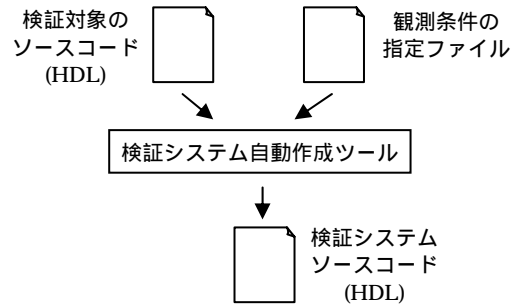 検証対象の
ソースコード
(HDL)
観測条件の
指定ファイル
検証システム自動作成ツール
検証システム
ソースコード
(HDL)